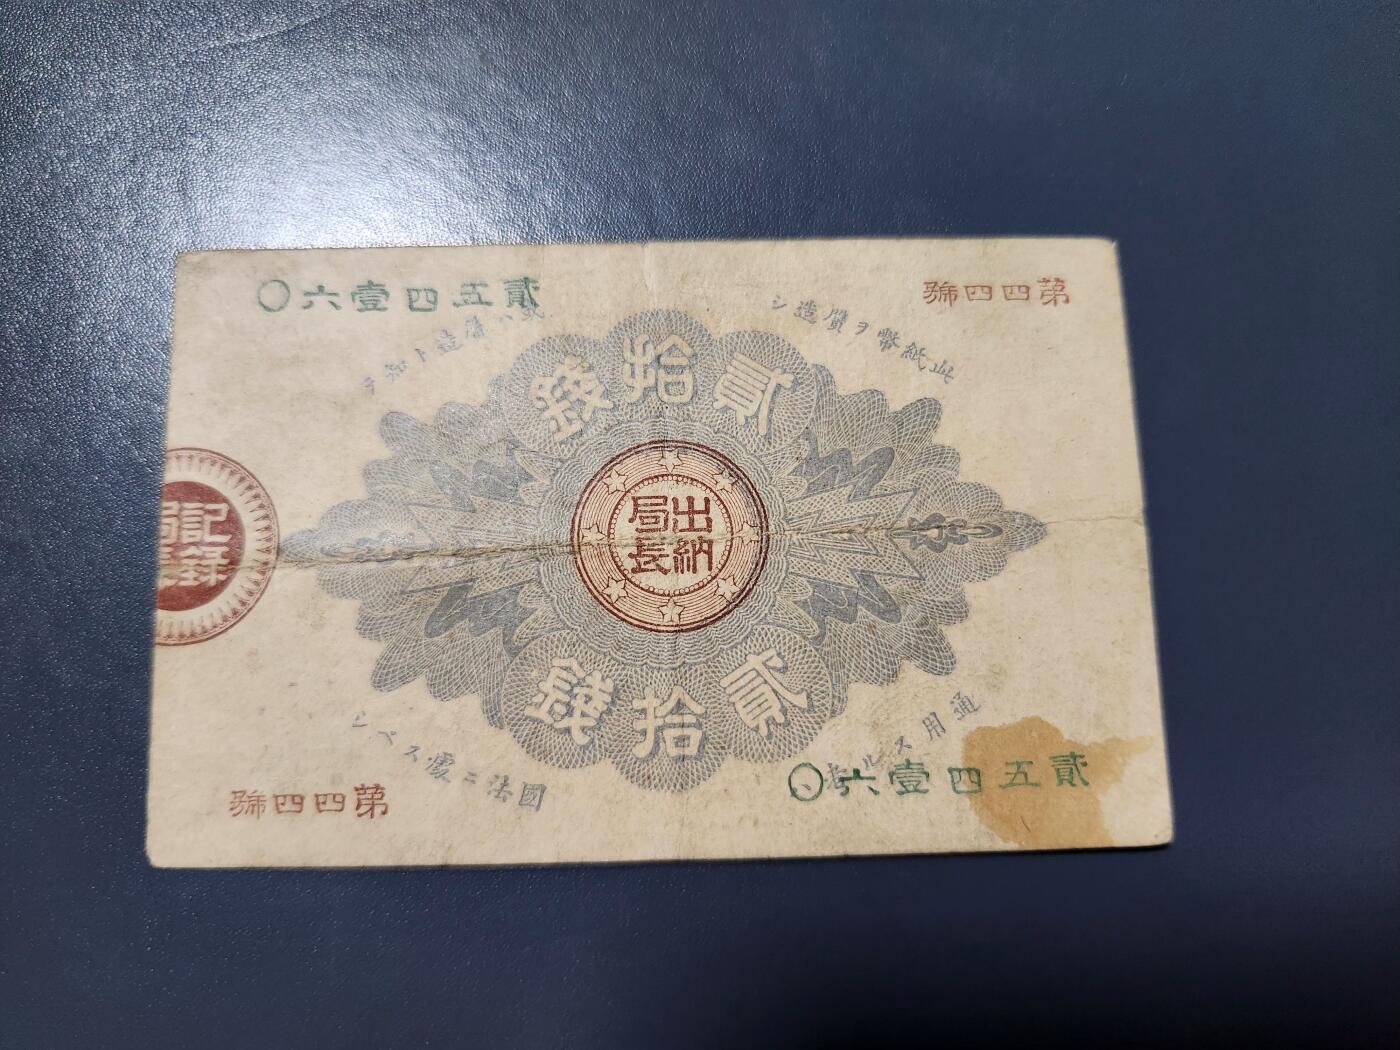 貳五四壹六〇
第四四號
此紙幣ヲ贋造シ
或ハ贋造ト知テ
貳拾錢
出納局長
記録局長
貳拾錢
通用スル者ハ
國法ニ處スベシ
貳五四壹六〇
第四四號